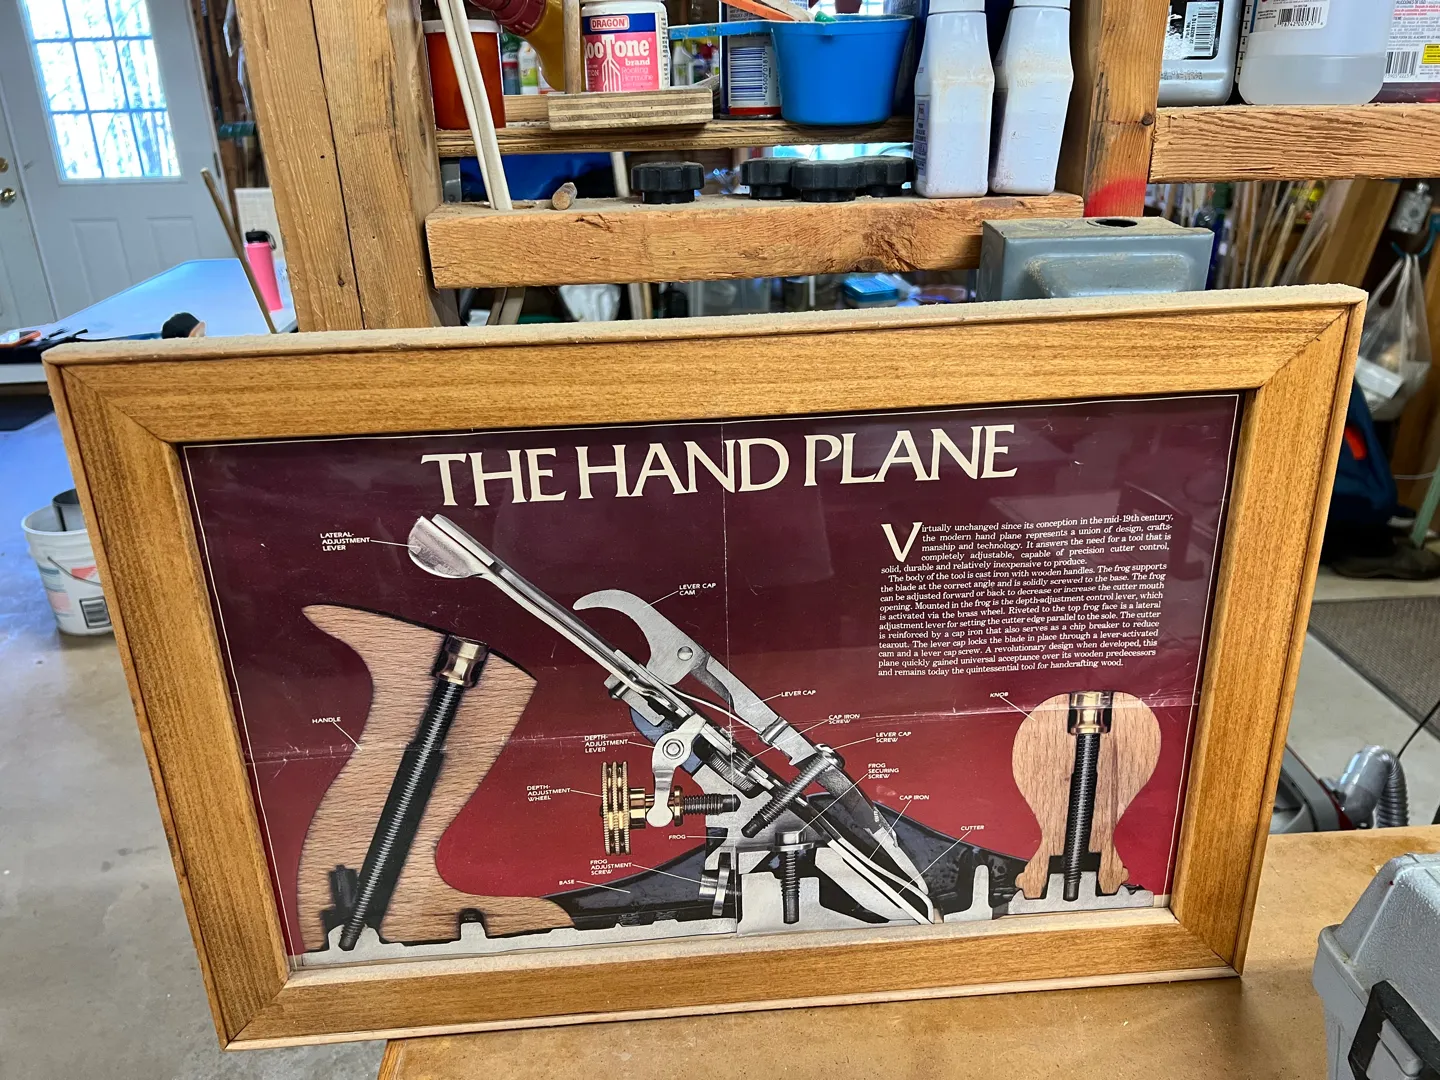 DRAGON
ROOTONE
brand
Rooting
Hormone
THE HAND PLANE
LATERAL-
ADJUSTMENT
LEVER
LEVER CAP
CAM
Virtually unchanged since its conception in the mid-19th century,
the modern hand plane represents a union of design, crafts-
manship and technology. It answers the need for a tool that is
completely adjustable, capable of precision cutter control,
solid, durable and relatively inexpensive to produce.
The body of the tool is cast iron with wooden handles. The frog supports
the blade at the correct angle and is solidly screwed to the base. The frog
can be adjusted forward or back to decrease or increase the cutter mouth
opening. Mounted in the frog is the depth-adjustment control lever, which
is activated via the brass wheel. Riveted to the top frog face is a lateral
adjustment lever for setting the cutter edge parallel to the sole. The cutter
is reinforced by a cap iron that also serves as a chip breaker to reduce
tearout. The lever cap locks the blade in place through a lever-activated
cam and a lever cap screw. A revolutionary design when developed, this
plane quickly gained universal acceptance over its wooden predecessors
and remains today the quintessential tool for handcrafting wood.
HANDLE
LEVER CAP
KNOB
CAP IRON
SCREW
DEPTH-
ADJUSTMENT
LEVER
LEVER CAP
SCREW
FROG
SECURING
SCREW
DEPTH-
ADJUSTMENT
WHEEL
CAP IRON
FROG
CUTTER
FROG
ADJUSTMENT
SCREW
BASE